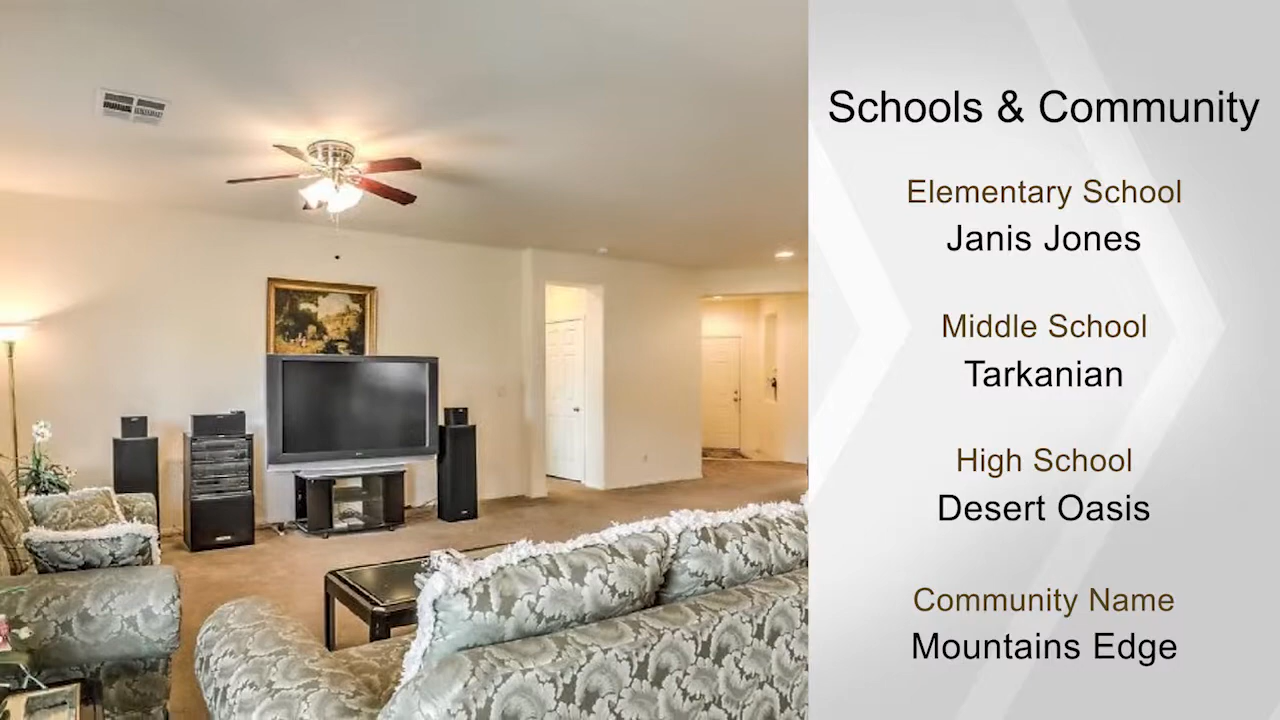 Schools & Community
Elementary School
Janis Jones
Middle School
Tarkanian
High School
Desert Oasis
Community Name
Mountains Edge